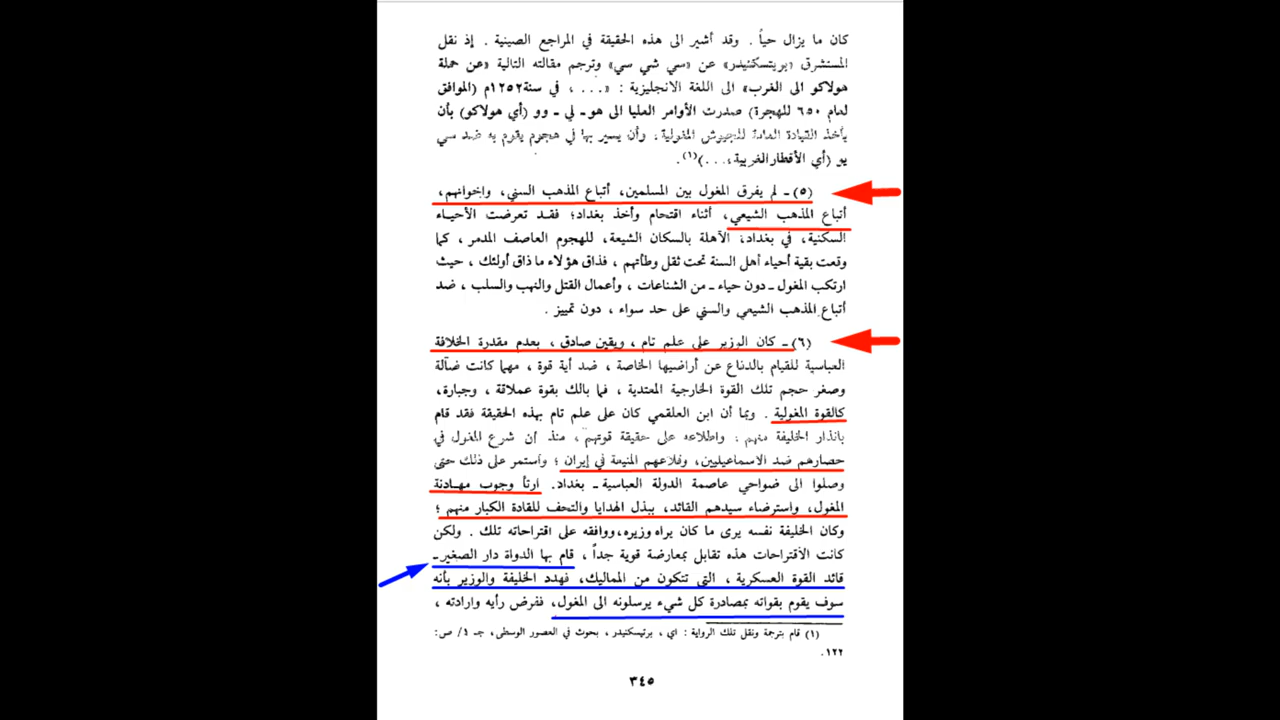 كان ما يزال حياً . وقد أشير الى هذه الحقيقة في المراجع الصينية . إذ نقل
المستشرق «بريتسكنيدر» عن «سي شي سي» وترجم مقالته التالية «عن حملة
هولاكو الى الغرب» الى اللغة الانجليزية : «... ، في سنة ١٢٥٢م (الموافق
لعام ٦٥٠ للهجرة) صدرت الأوامر العليا الى هو ـ لي ـ وو (أي هولاكو) بأن
يأخذ القيادة العامة للجيوش المغولية ، وأن يسير بها في هجوم يقوم به ضد سي
يو (أي الأقطار الغربية ، ...)(١).
(٥) ـ لم يفرق المغول بين المسلمين، أتباع المذهب السني، وإخوانهم،
أتباع المذهب الشيعي، أثناء اقتحام وأخذ بغداد؛ فقد تعرضت الأحياء
السكنية، في بغداد، الآهلة بالسكان الشيعة، للهجوم العاصف المدمر ، كما
وقعت بقية أحياء أهل السنة تحت ثقل وطأتهم ، فذاق هؤلاء ما ذاق أولئك ، حيث
ارتكب المغول ـ دون حياء ـ من الشناعات ، وأعمال القتل والنهب والسلب ، ضد
أتباع المذهب الشيعي والسني على حد سواء ، دون تمييز .
(٦) ـ كان الوزير على علم تام ، ويقين صادق ، بعدم مقدرة الخلافة
العباسية للقيام بالدفاع عن أراضيها الخاصة ، ضد أية قوة ، مهما كانت ضآلة
وصغر حجم تلك القوة الخارجية المعتدية ، فما بالك بقوة عملاقة ، وجبارة،
كالقوة المغولية . وبما أن ابن العلقمي كان على علم تام بهذه الحقيقة فقد قام
بانذار الخليفة منهم ، واطلاعه على حقيقة قوتهم ، منذ أن شرع المغول في
حصارهم ضد الاسماعيليين، وقلاعهم المنيعة في إيران ؛ واستمر على ذلك حتى
وصلوا الى ضواحي عاصمة الدولة العباسية ـ بغداد. ارتأ وجوب مهادنة
المغول، واسترضاء سيدهم القائد، ببذل الهدايا والتحف للقادة الكبار منهم ؛
وكان الخليفة نفسه يرى ما كان يراه وزيره، ووافقه على اقتراحاته تلك . ولكن
كانت الاقتراحات هذه تقابل بمعارضة قوية جداً ، قام بها الدواة دار الصغير ـ
قائد القوة العسكرية ، التي تتكون من المماليك، فهدد الخليفة والوزير بأنه
سوف يقوم بقواته بمصادرة كل شيء يرسلونه الى المغول، ففرض رأيه وارادته ،
(١) قام بترجمة ونقل تلك الرواية : اي ، برتيسكنيدر ، بحوث في العصور الوسطى ، جـ ٤/ ص:
١٢٢.
٣٤٥